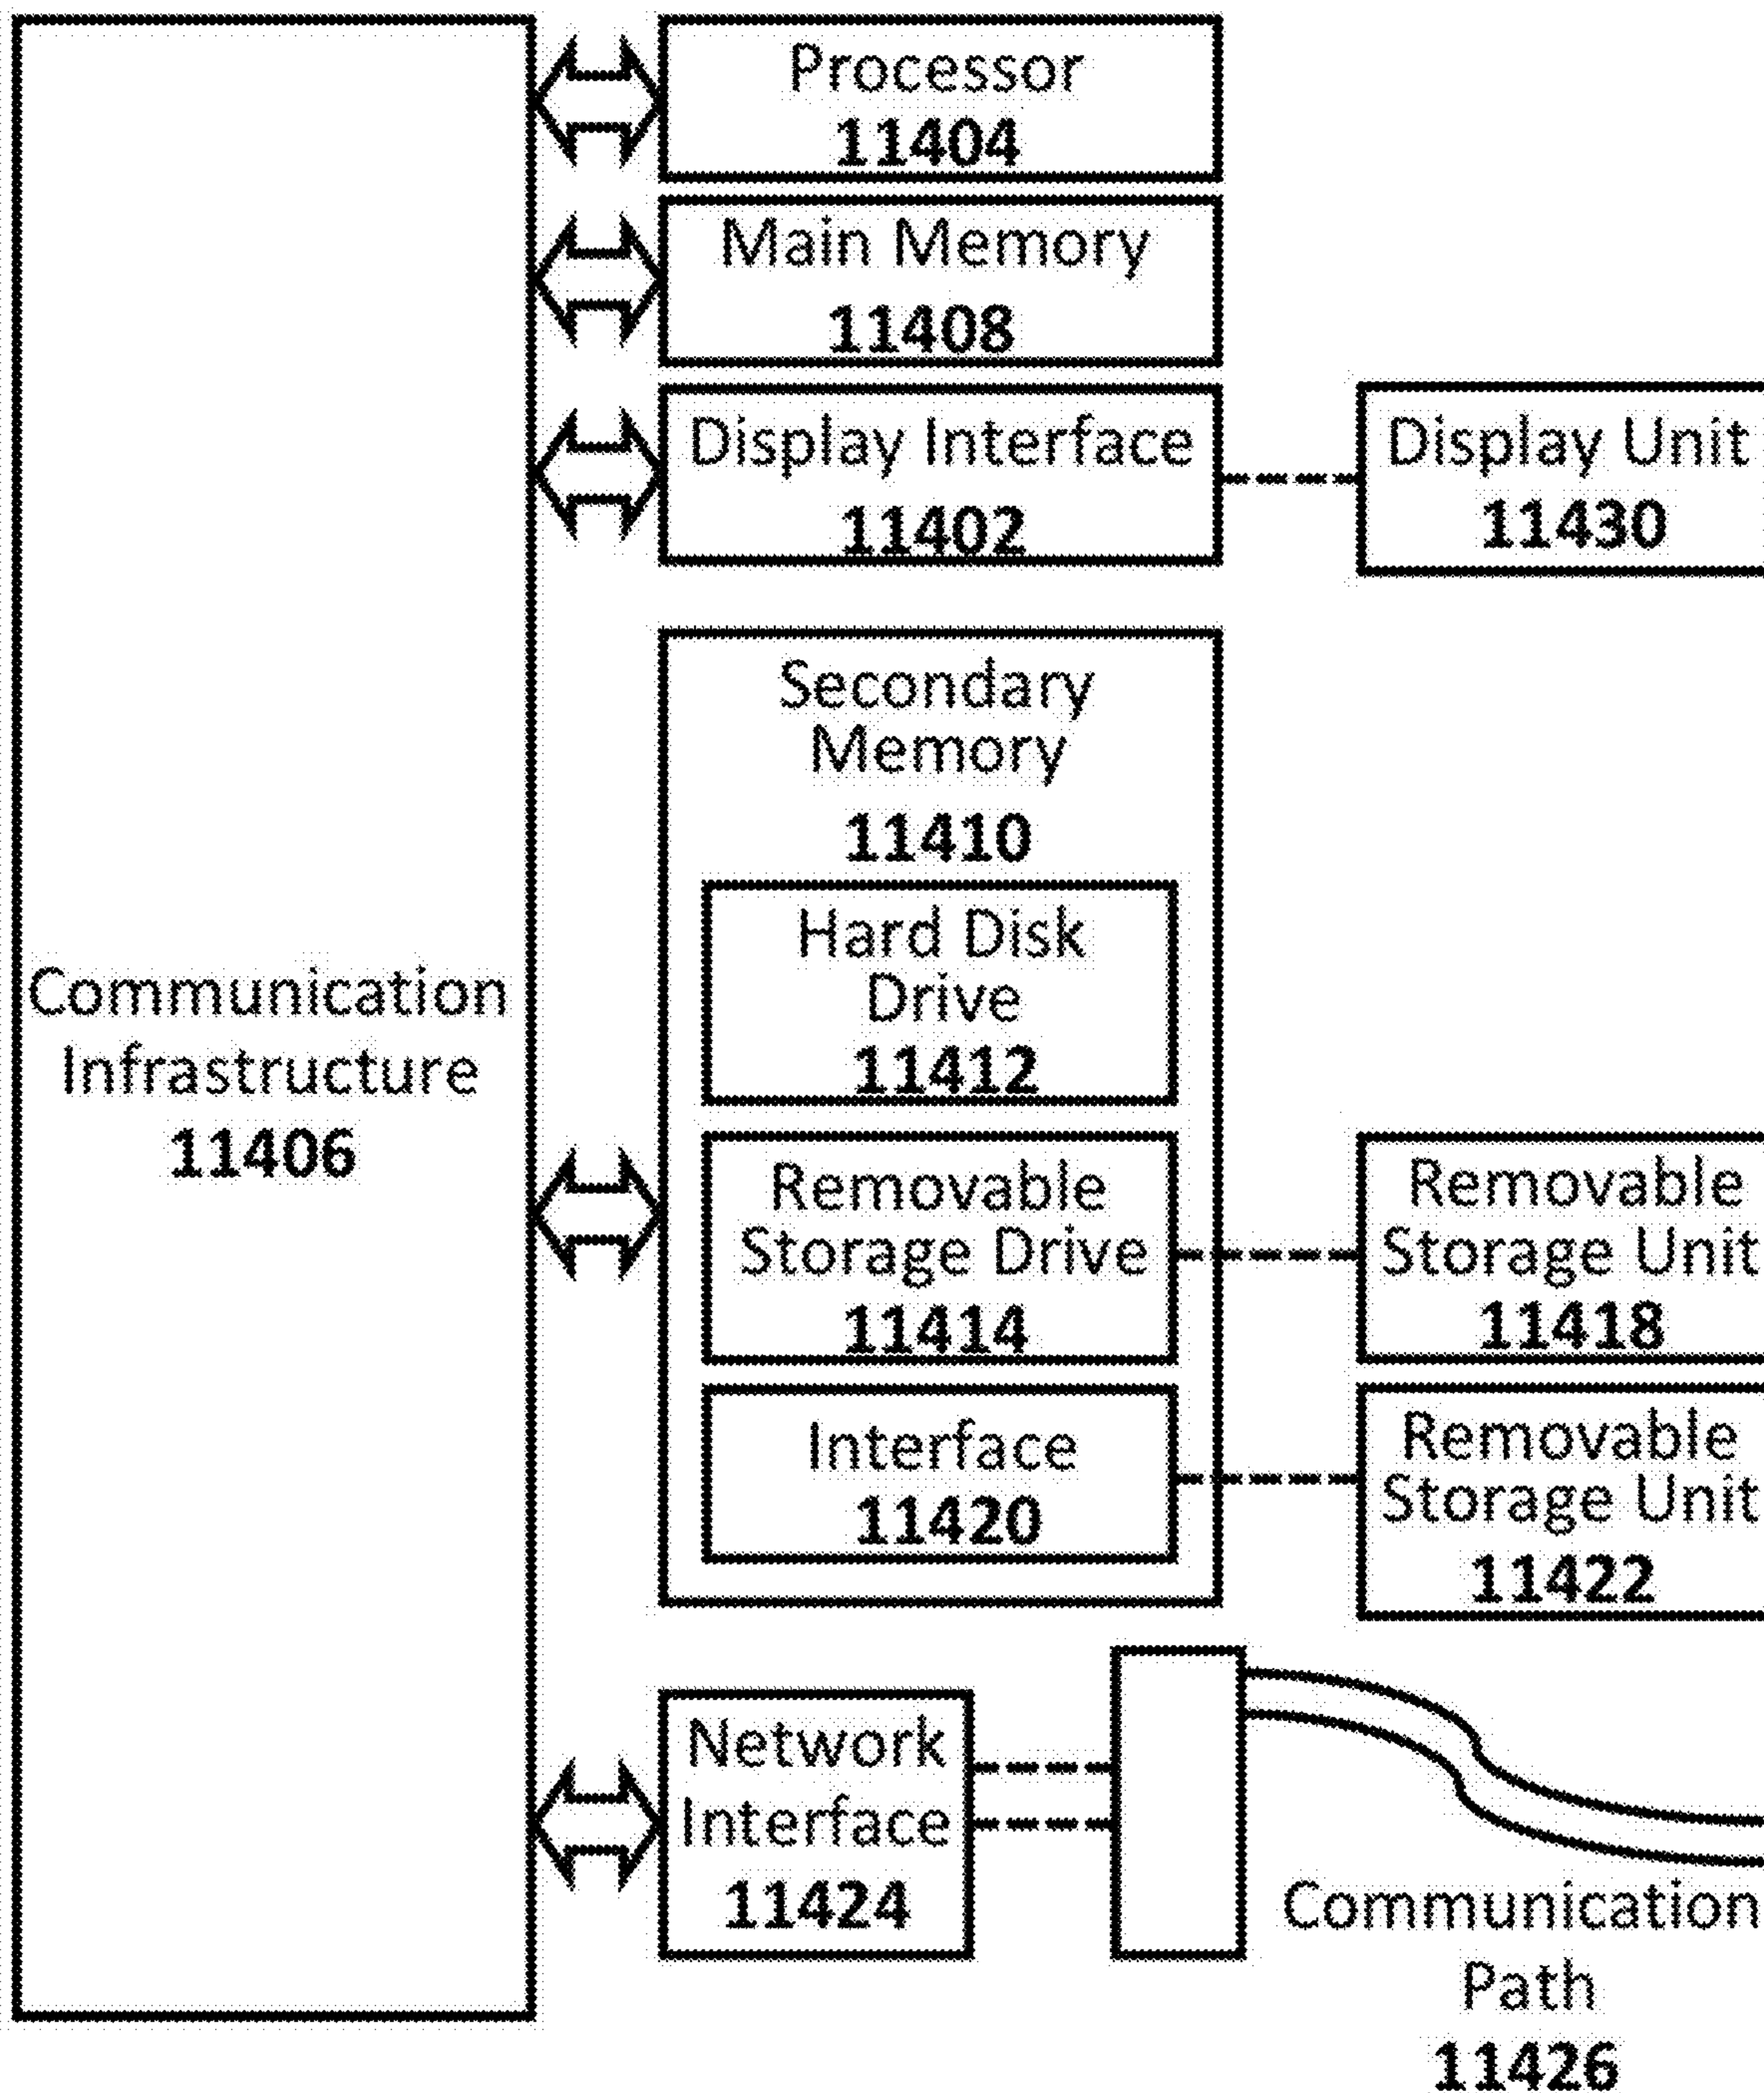 Processor
11404
Main Memory
11408
Display Interface
11402
Display Unit
11430
Secondary
Memory
11410
Hard Disk
Drive
11412
Communication
Infrastructure
11406
Removable
Storage Drive
11414
Removable
Storage Unit
11418
Interface
11420
Removable
Storage Unit
11422
Network
Interface
11424
Communication
Path
11426